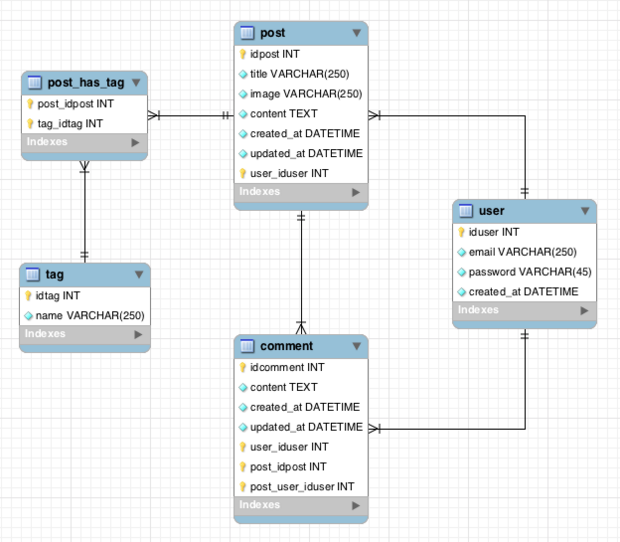 post
idpost INT
title VARCHAR(250)
image VARCHAR(250)
content TEXT
created_at DATETIME
updated_at DATETIME
user_iduser INT
Indexes
post_has_tag
post_idpost INT
tag_idtag INT
Indexes
user
iduser INT
email VARCHAR(250)
password VARCHAR(45)
created_at DATETIME
Indexes
tag
idtag INT
name VARCHAR(250)
Indexes
comment
idcomment INT
content TEXT
created_at DATETIME
updated_at DATETIME
user_iduser INT
post_idpost INT
post_user_iduser INT
Indexes